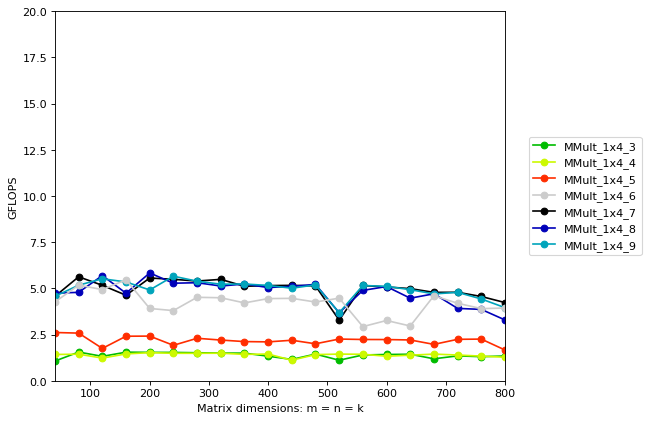 20.0
17.5
15.0
12.5
10.0
7.5
5.0
2.5
0.0
GFLOPS
100 200 300 400 500 600 700 800
Matrix dimensions: m = n = k
MMult_1x4_3
MMult_1x4_4
MMult_1x4_5
MMult_1x4_6
MMult_1x4_7
MMult_1x4_8
MMult_1x4_9